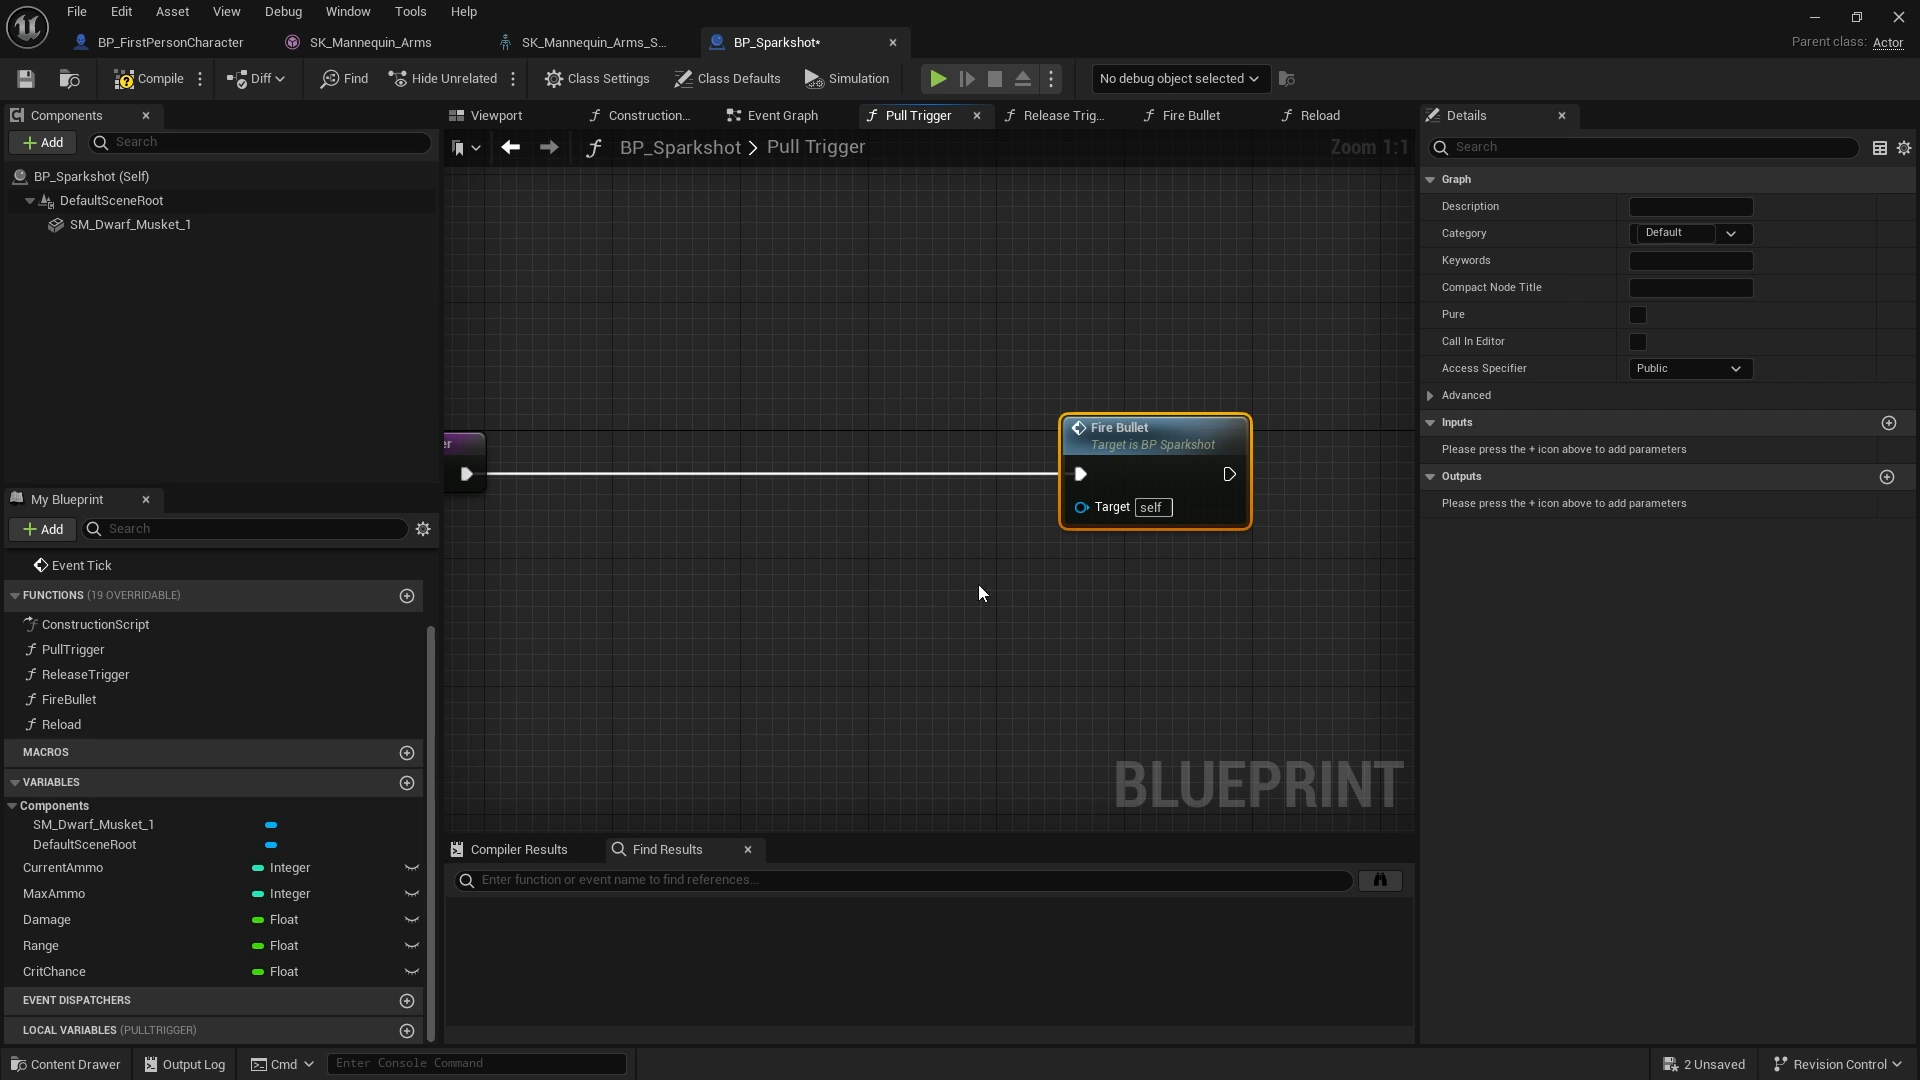 File Edit Asset View Debug Window Tools Help
BP_FirstPersonCharacter SK_Mannequin_Arms SK_Mannequin_Arms_S... BP_Sparkshot*
Parent class: Actor
Compile Diff Find Hide Unrelated Class Settings Class Defaults Simulation No debug object selected
Components
Add Search
BP_Sparkshot (Self)
DefaultSceneRoot
SM_Dwarf_Musket_1
My Blueprint
Add Search
Event Tick
FUNCTIONS (19 OVERRIDABLE)
ConstructionScript
PullTrigger
ReleaseTrigger
FireBullet
Reload
MACROS
VARIABLES
Components
SM_Dwarf_Musket_1
DefaultSceneRoot
CurrentAmmo Integer
MaxAmmo Integer
Damage Float
Range Float
CritChance Float
EVENT DISPATCHERS
LOCAL VARIABLES (PULLTRIGGER)
Viewport Construction... Event Graph Pull Trigger Release Trig... Fire Bullet Reload
BP_Sparkshot > Pull Trigger
Zoom 1:1
er
Fire Bullet
Target is BP Sparkshot
Target self
BLUEPRINT
Compiler Results Find Results
Enter function or event name to find references...
Details
Search
Graph
Description
Category Default
Keywords
Compact Node Title
Pure
Call In Editor
Access Specifier Public
Advanced
Inputs
Please press the + icon above to add parameters
Outputs
Please press the + icon above to add parameters
Content Drawer Output Log Cmd Enter Console Command 2 Unsaved Revision Control